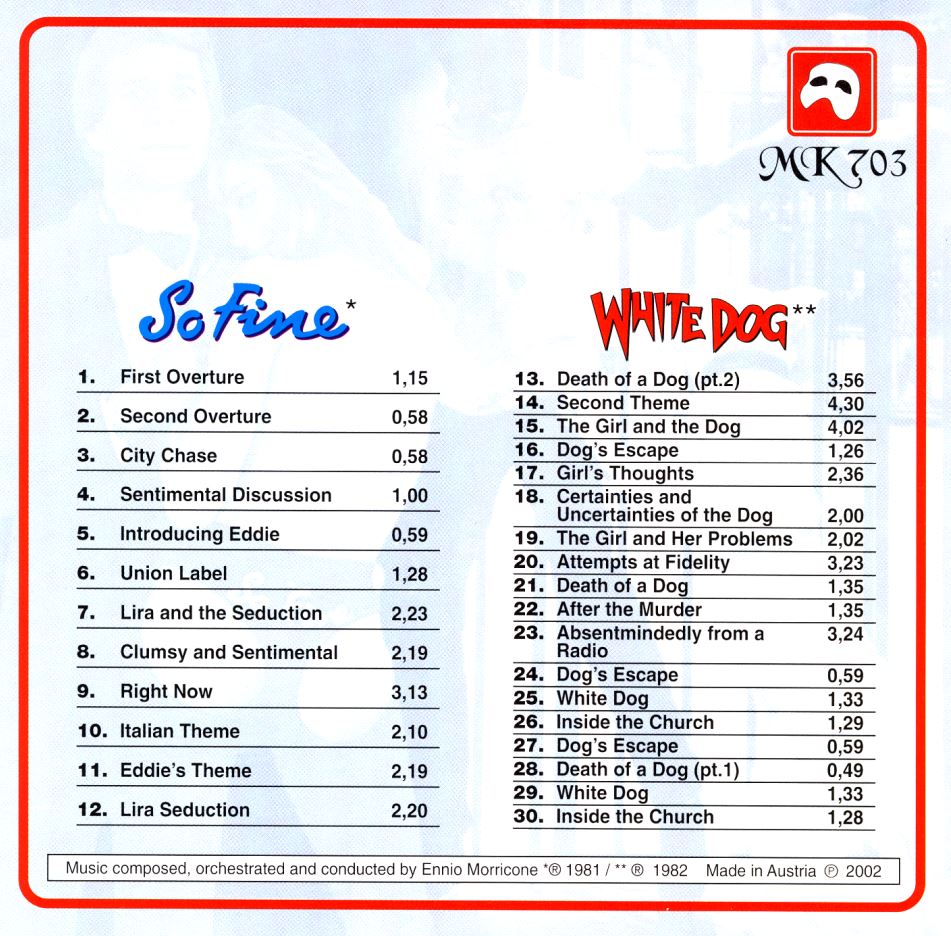 MK 703
So Fine*
1. First Overture 1,15
2. Second Overture 0,58
3. City Chase 0,58
4. Sentimental Discussion 1,00
5. Introducing Eddie 0,59
6. Union Label 1,28
7. Lira and the Seduction 2,23
8. Clumsy and Sentimental 2,19
9. Right Now 3,13
10. Italian Theme 2,10
11. Eddie's Theme 2,19
12. Lira Seduction 2,20
WHITE DOG**
13. Death of a Dog (pt.2) 3,56
14. Second Theme 4,30
15. The Girl and the Dog 4,02
16. Dog's Escape 1,26
17. Girl's Thoughts 2,36
18. Certainties and
Uncertainties of the Dog 2,00
19. The Girl and Her Problems 2,02
20. Attempts at Fidelity 3,23
21. Death of a Dog 1,35
22. After the Murder 1,35
23. Absentmindedly from a 3,24
Radio
24. Dog's Escape 0,59
25. White Dog 1,33
26. Inside the Church 1,29
27. Dog's Escape 0,59
28. Death of a Dog (pt.1) 0,49
29. White Dog 1,33
30. Inside the Church 1,28
Music composed, orchestrated and conducted by Ennio Morricone *® 1981 / ** ® 1982 Made in Austria ℗ 2002